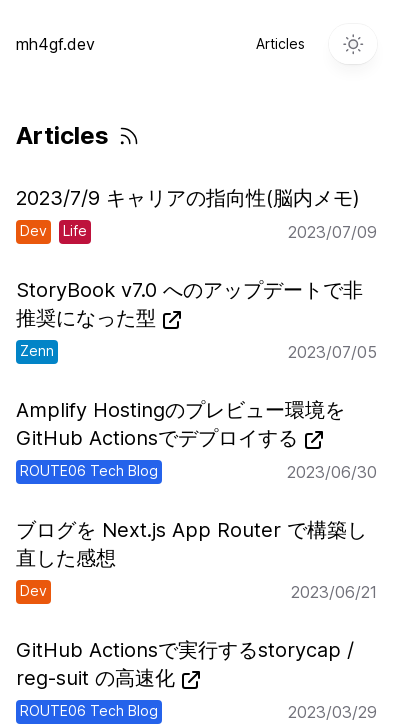 mh4gf.dev
Articles
Articles
2023/7/9 キャリアの指向性(脳内メモ)
Dev Life 2023/07/09
StoryBook v7.0 へのアップデートで非
推奨になった型
Zenn 2023/07/05
Amplify Hostingのプレビュー環境を
GitHub Actionsでデプロイする
ROUTE06 Tech Blog 2023/06/30
ブログを Next.js App Router で構築し
直した感想
Dev 2023/06/21
GitHub Actionsで実行するstorycap /
reg-suit の高速化
ROUTE06 Tech Blog 2023/03/29